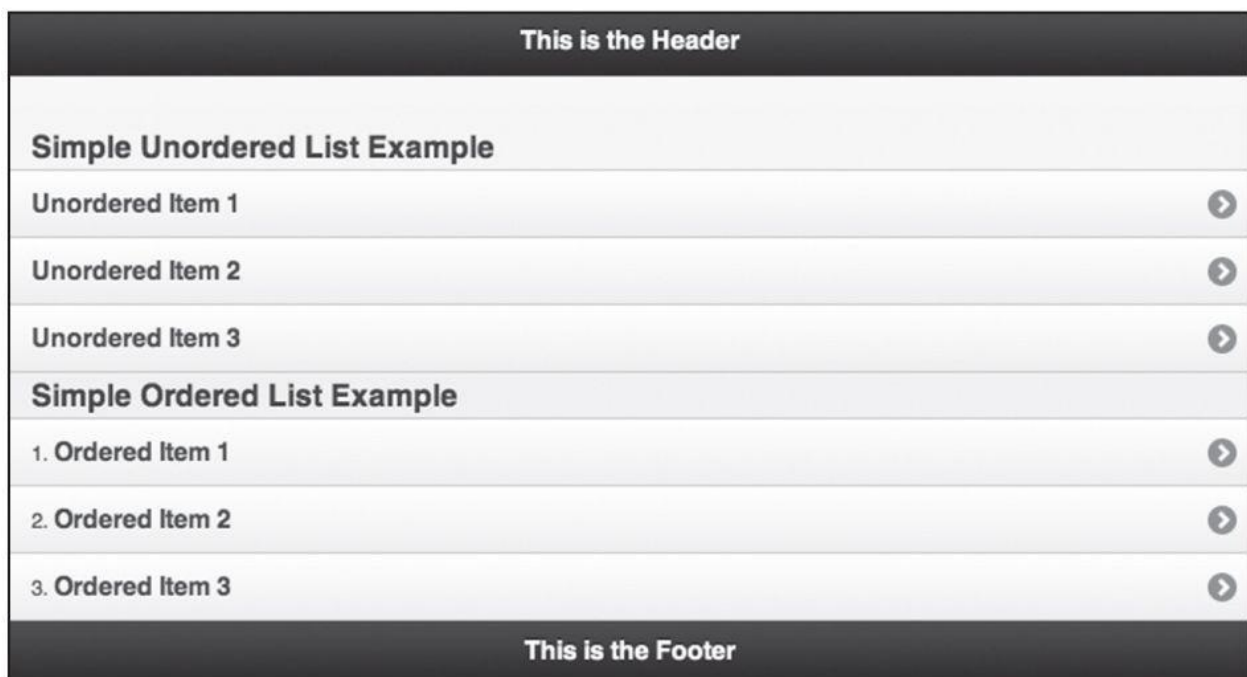 This is the Header
Simple Unordered List Example
Unordered Item 1
Unordered Item 2
Unordered Item 3
Simple Ordered List Example
1. Ordered Item 1
2. Ordered Item 2
3. Ordered Item 3
This is the Footer